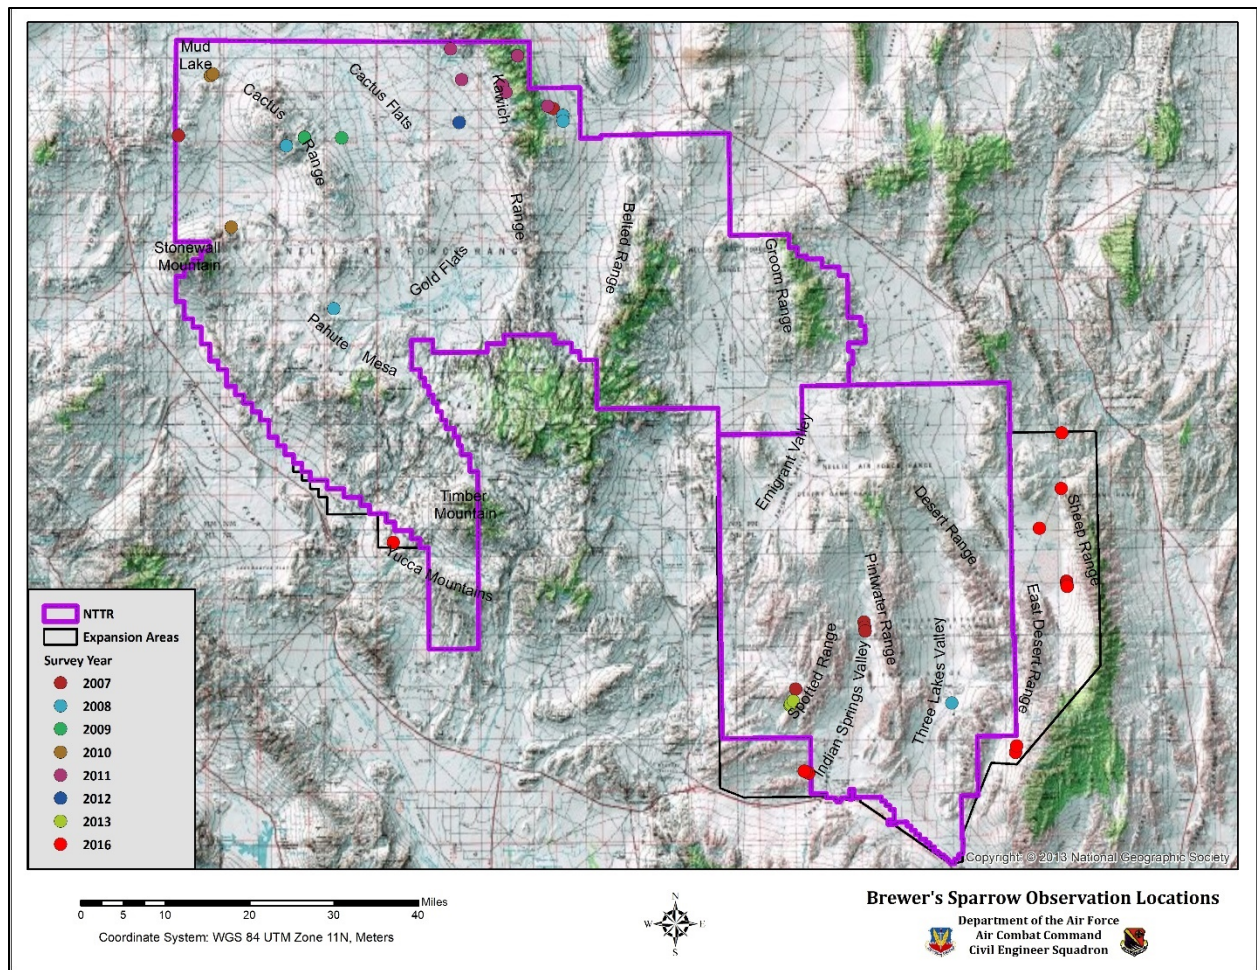 Mud
Lake
Cactus
Range
Cactus Flats
Kawich
Range
Belted Range
Groom Range
Stonewall
Mountain
NELLIS AIR FORCE RANGE
Gold Flats
Pahute Mesa
Timber
Mountain
Yucca Mountains
Emigrant Valley
Desert Range
Sheep Range
Pintwater Range
East Desert Range
Spotted Range
Indian Springs Valley
Three Lakes Valley
NTTR
Expansion Areas
Survey Year
2007
2008
2009
2010
2011
2012
2013
2016
Copyright: © 2013 National Geographic Society
0 5 10 20 30 40 Miles
Coordinate System: WGS 84 UTM Zone 11N, Meters
N
W E
S
Brewer's Sparrow Observation Locations
Department of the Air Force
Air Combat Command
Civil Engineer Squadron